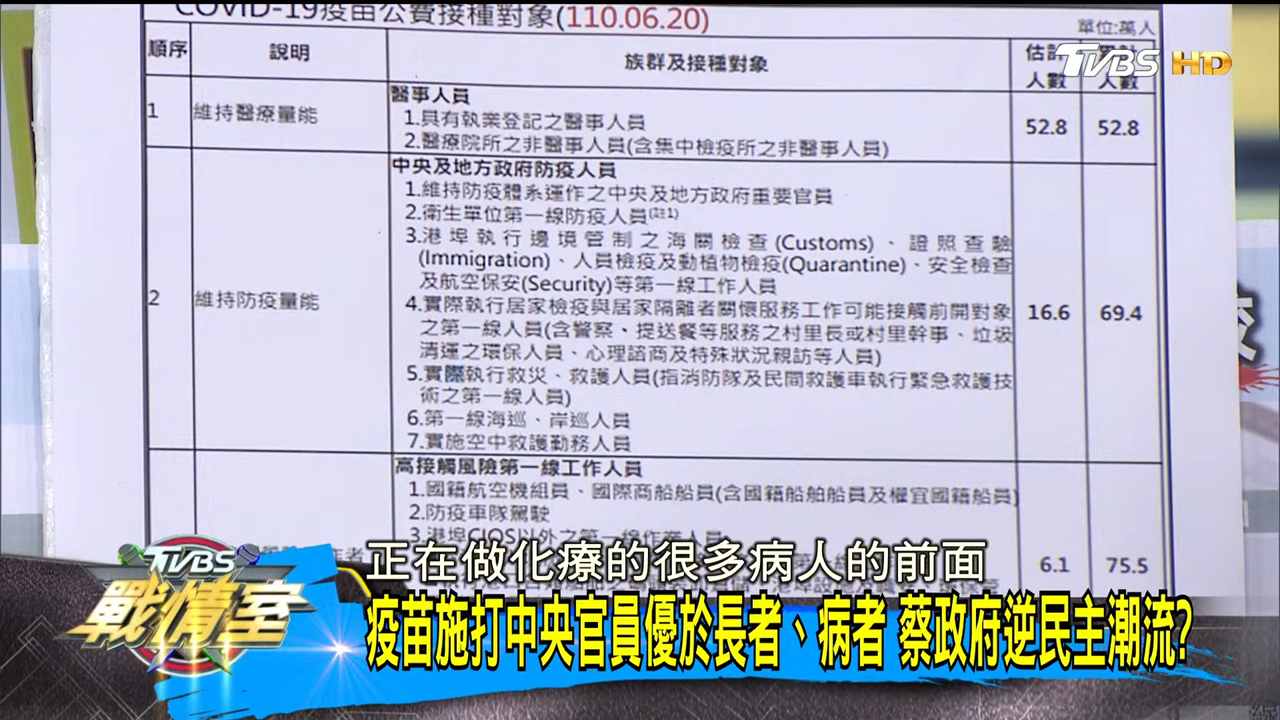 COVID-19疫苗公費接種對象(110.06.20)
單位:萬人
順序
說明
族群及接種對象
估計
人數
人數
TVBS HD
1
維持醫療量能
醫事人員
1.具有執業登記之醫事人員
2.醫療院所之非醫事人員(含集中檢疫所之非醫事人員)
52.8
52.8
2
維持防疫量能
中央及地方政府防疫人員
1.維持防疫體系運作之中央及地方政府重要官員
2.衛生單位第一線防疫人員(註1)
3.港埠執行邊境管制之海關檢查(Customs)、證照查驗
(Immigration)、人員檢疫及動植物檢疫(Quarantine)、安全檢查
及航空保安(Security)等第一線工作人員
4.實際執行居家檢疫與居家隔離者關懷服務工作可能接觸前開對象
之第一線人員(含警察、提送餐等服務之村里長或村里幹事、垃圾
清運之環保人員、心理諮商及特殊狀況親訪等人員)
5.實際執行救災、救護人員(指消防隊及民間救護車執行緊急救護技
術之第一線人員)
6.第一線海巡、岸巡人員
7.實施空中救護勤務人員
16.6
69.4
高接觸風險第一線工作人員
1.國籍航空機組員、國際商船船員(含國籍船舶船員及權宜國籍船員)
2.防疫車隊駕駛
3.港埠CIQS以外之第一線作業人員
6.1
75.5
正在做化療的很多病人的前面
TVBS
戰情室
疫苗施打中央官員優於長者、病者 蔡政府逆民主潮流?